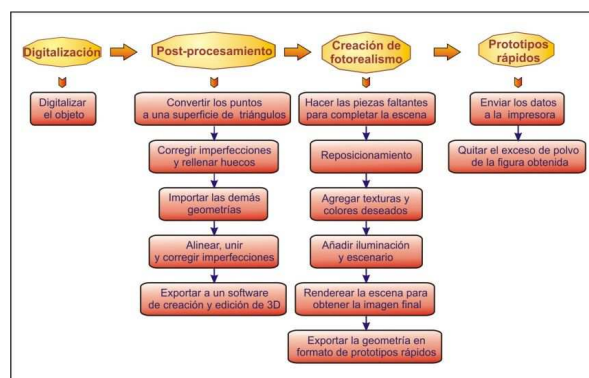 Digitalización
Post-procesamiento
Creación de
fotorealismo
Prototipos
rápidos
Digitalizar
el objeto
Convertir los puntos
a una superficie de triángulos
Corregir imperfecciones
y rellenar huecos
Importar las demás
geometrías
Alinear, unir
y corregir imperfecciones
Exportar a un software
de creación y edición de 3D
Hacer las piezas faltantes
para completar la escena
Reposicionamiento
Agregar texturas y
colores deseados
Añadir iluminación
y escenario
Renderear la escena para
obtener la imagen final
Exportar la geometría en
formato de prototipos rápidos
Enviar los datos
a la impresora
Quitar el exceso de polvo
de la figura obtenida